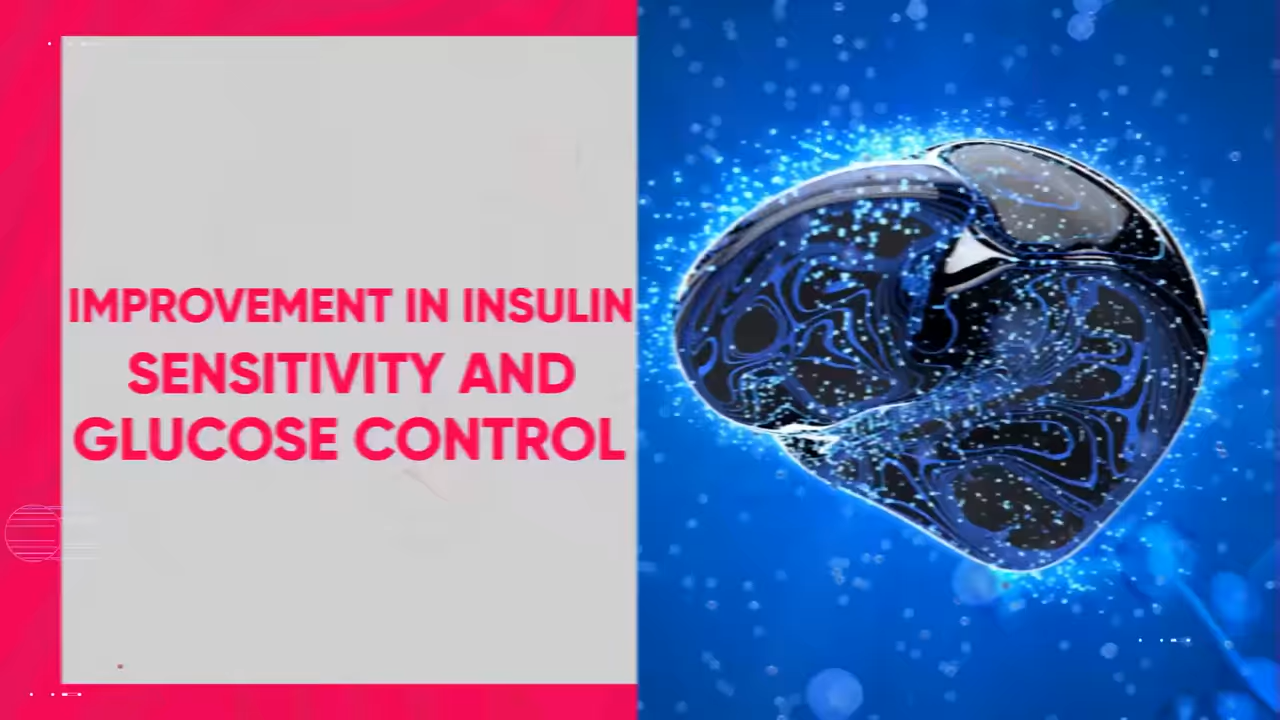 IMPROVEMENT IN INSULIN
SENSITIVITY AND
GLUCOSE CONTROL